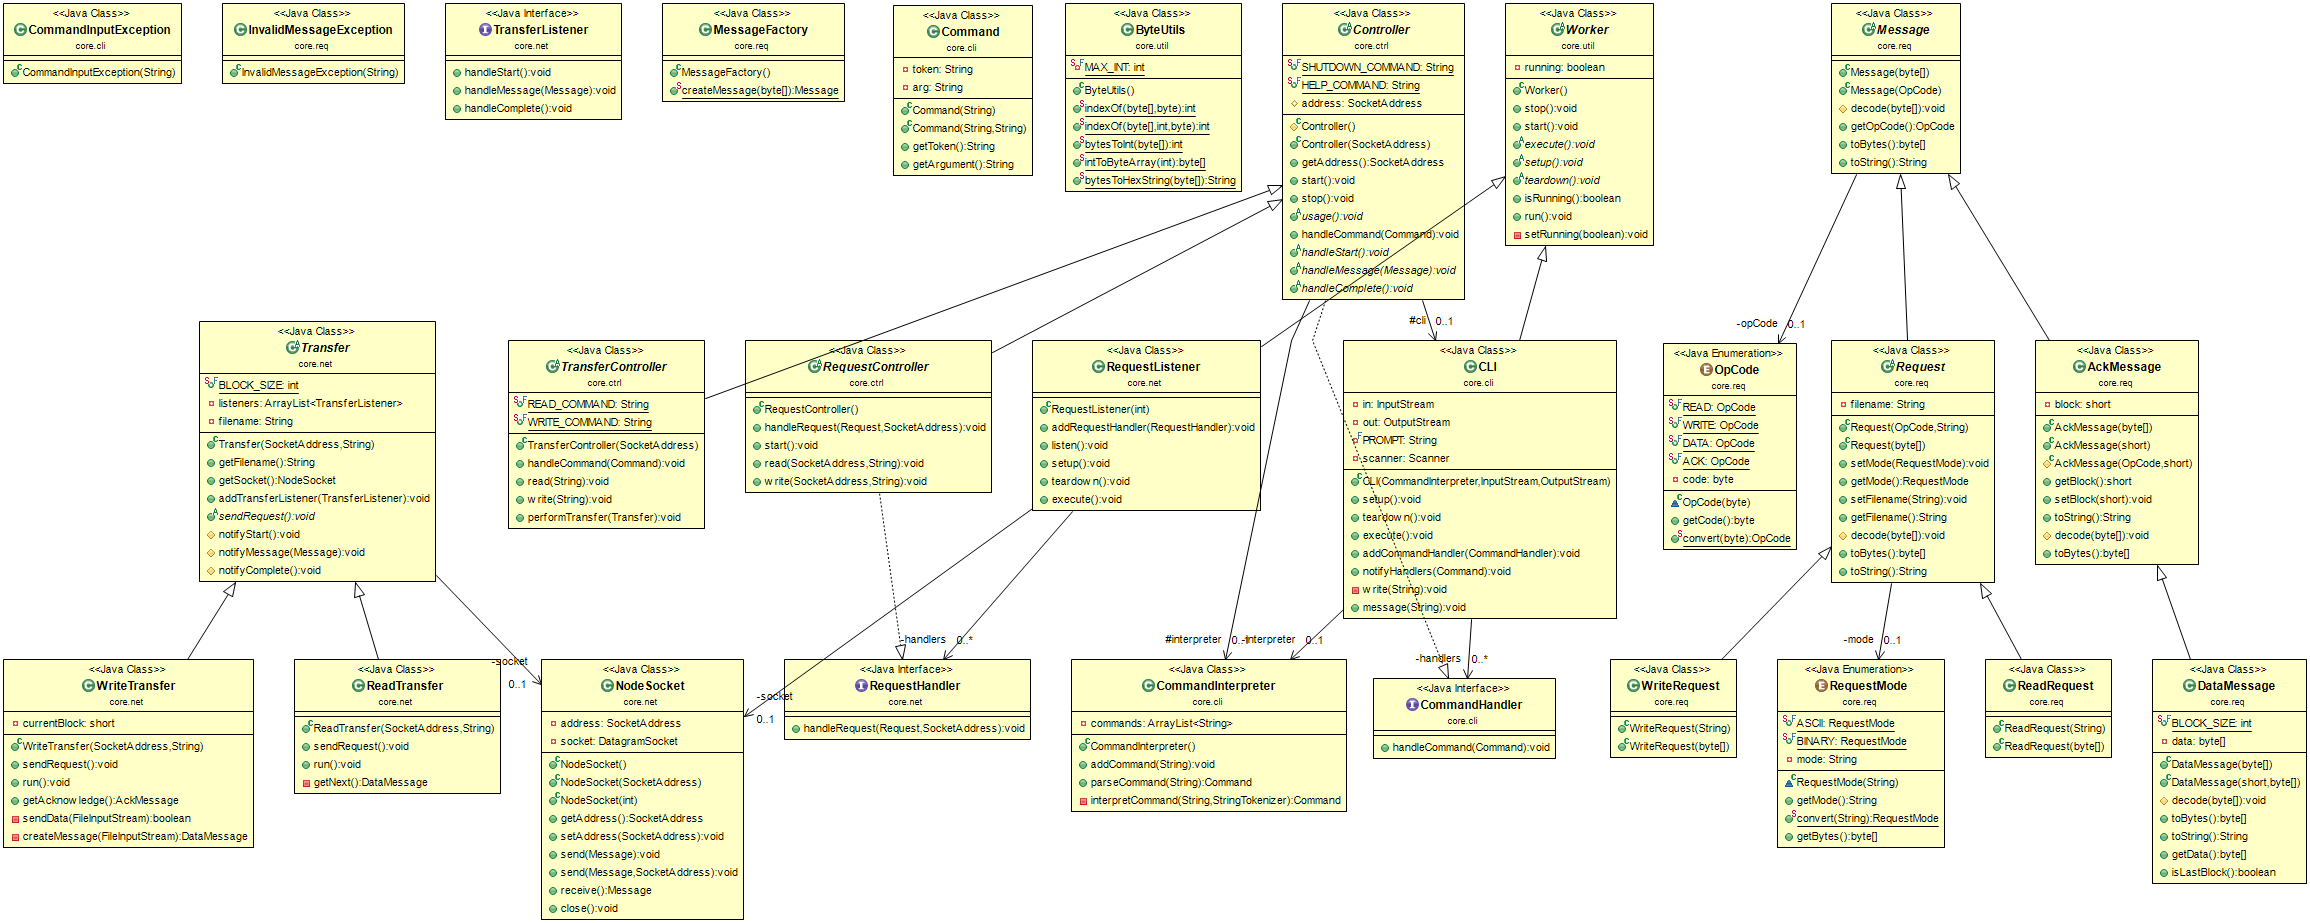 <<Java Class>>
CommandInputException
core.cli
CommandInputException(String)
<<Java Class>>
InvalidMessageException
core.req
InvalidMessageException(String)
<<Java Interface>>
TransferListener
core.net
handleStart():void
handleMessage(Message):void
handleComplete():void
<<Java Class>>
MessageFactory
core.req
MessageFactory()
createMessage(byte[]):Message
<<Java Class>>
Command
core.cli
token: String
arg: String
Command(String)
Command(String,String)
getToken():String
getArgument():String
<<Java Class>>
ByteUtils
core.util
MAX_INT: int
ByteUtils()
indexOf(byte[],byte):int
indexOf(byte[],int,byte):int
bytesToInt(byte[]):int
intToByteArray(int):byte[]
bytesToHexString(byte[]):String
<<Java Class>>
Controller
core.ctrl
SHUTDOWN_COMMAND: String
HELP_COMMAND: String
address: SocketAddress
Controller()
Controller(SocketAddress)
getAddress():SocketAddress
start():void
stop():void
usage():void
handleCommand(Command):void
handleStart():void
handleMessage(Message):void
handleComplete():void
<<Java Class>>
Worker
core.util
running: boolean
Worker()
stop():void
start():void
execute():void
setup():void
teardown():void
isRunning():boolean
run():void
setRunning(boolean):void
<<Java Class>>
Message
core.req
Message(byte[])
Message(OpCode)
decode(byte[]):void
getOpCode():OpCode
toBytes():byte[]
toString():String
#cli 0..1
-opCode 0..1
<<Java Class>>
Transfer
core.net
BLOCK_SIZE: int
listeners: ArrayList<TransferListener>
filename: String
Transfer(SocketAddress,String)
getFilename():String
getSocket():NodeSocket
addTransferListener(TransferListener):void
sendRequest():void
notifyStart():void
notifyMessage(Message):void
notifyComplete():void
<<Java Class>>
TransferController
core.ctrl
READ_COMMAND: String
WRITE_COMMAND: String
TransferController(SocketAddress)
handleCommand(Command):void
read(String):void
write(String):void
performTransfer(Transfer):void
<<Java Class>>
RequestController
core.ctrl
RequestController()
handleRequest(Request,SocketAddress):void
start():void
read(SocketAddress,String):void
write(SocketAddress,String):void
<<Java Class>>
RequestListener
core.net
RequestListener(int)
addRequestHandler(RequestHandler):void
listen():void
setup():void
teardown():void
execute():void
<<Java Class>>
CLI
core.cli
in: InputStream
out: OutputStream
PROMPT: String
scanner: Scanner
CLI(CommandInterpreter,InputStream,OutputStream)
setup():void
teardown():void
execute():void
addCommandHandler(CommandHandler):void
notifyHandlers(Command):void
write(String):void
message(String):void
<<Java Enumeration>>
OpCode
core.req
READ: OpCode
WRITE: OpCode
DATA: OpCode
ACK: OpCode
code: byte
OpCode(byte)
getCode():byte
convert(byte):OpCode
<<Java Class>>
Request
core.req
filename: String
Request(OpCode,String)
Request(byte[])
setMode(RequestMode):void
getMode():RequestMode
setFilename(String):void
getFilename():String
decode(byte[]):void
toBytes():byte[]
toString():String
<<Java Class>>
AckMessage
core.req
block: short
AckMessage(byte[])
AckMessage(short)
AckMessage(OpCode,short)
getBlock():short
setBlock(short):void
toString():String
decode(byte[]):void
toBytes():byte[]
-socket
0..1
-handlers 0..*
-socket
0..1
#interpreter 0..1
-interpreter 0..1
-handlers 0..*
-mode 0..1
<<Java Class>>
WriteTransfer
core.net
currentBlock: short
WriteTransfer(SocketAddress,String)
sendRequest():void
run():void
getAcknowledge():AckMessage
sendData(FileInputStream):boolean
createMessage(FileInputStream):DataMessage
<<Java Class>>
ReadTransfer
core.net
ReadTransfer(SocketAddress,String)
sendRequest():void
run():void
getNext():DataMessage
<<Java Class>>
NodeSocket
core.net
address: SocketAddress
socket: DatagramSocket
NodeSocket()
NodeSocket(SocketAddress)
NodeSocket(int)
getAddress():SocketAddress
setAddress(SocketAddress):void
send(Message):void
send(Message,SocketAddress):void
receive():Message
close():void
<<Java Interface>>
RequestHandler
core.net
handleRequest(Request,SocketAddress):void
<<Java Class>>
CommandInterpreter
core.cli
commands: ArrayList<String>
CommandInterpreter()
addCommand(String):void
parseCommand(String):Command
interpretCommand(String,StringTokenizer):Command
<<Java Interface>>
CommandHandler
core.cli
handleCommand(Command):void
<<Java Class>>
WriteRequest
core.req
WriteRequest(String)
WriteRequest(byte[])
<<Java Enumeration>>
RequestMode
core.req
ASCII: RequestMode
BINARY: RequestMode
mode: String
RequestMode(String)
getMode():String
convert(String):RequestMode
getBytes():byte[]
<<Java Class>>
ReadRequest
core.req
ReadRequest(String)
ReadRequest(byte[])
<<Java Class>>
DataMessage
core.req
BLOCK_SIZE: int
data: byte[]
DataMessage(byte[])
DataMessage(short,byte[])
decode(byte[]):void
toBytes():byte[]
toString():String
getData():byte[]
isLastBlock():boolean